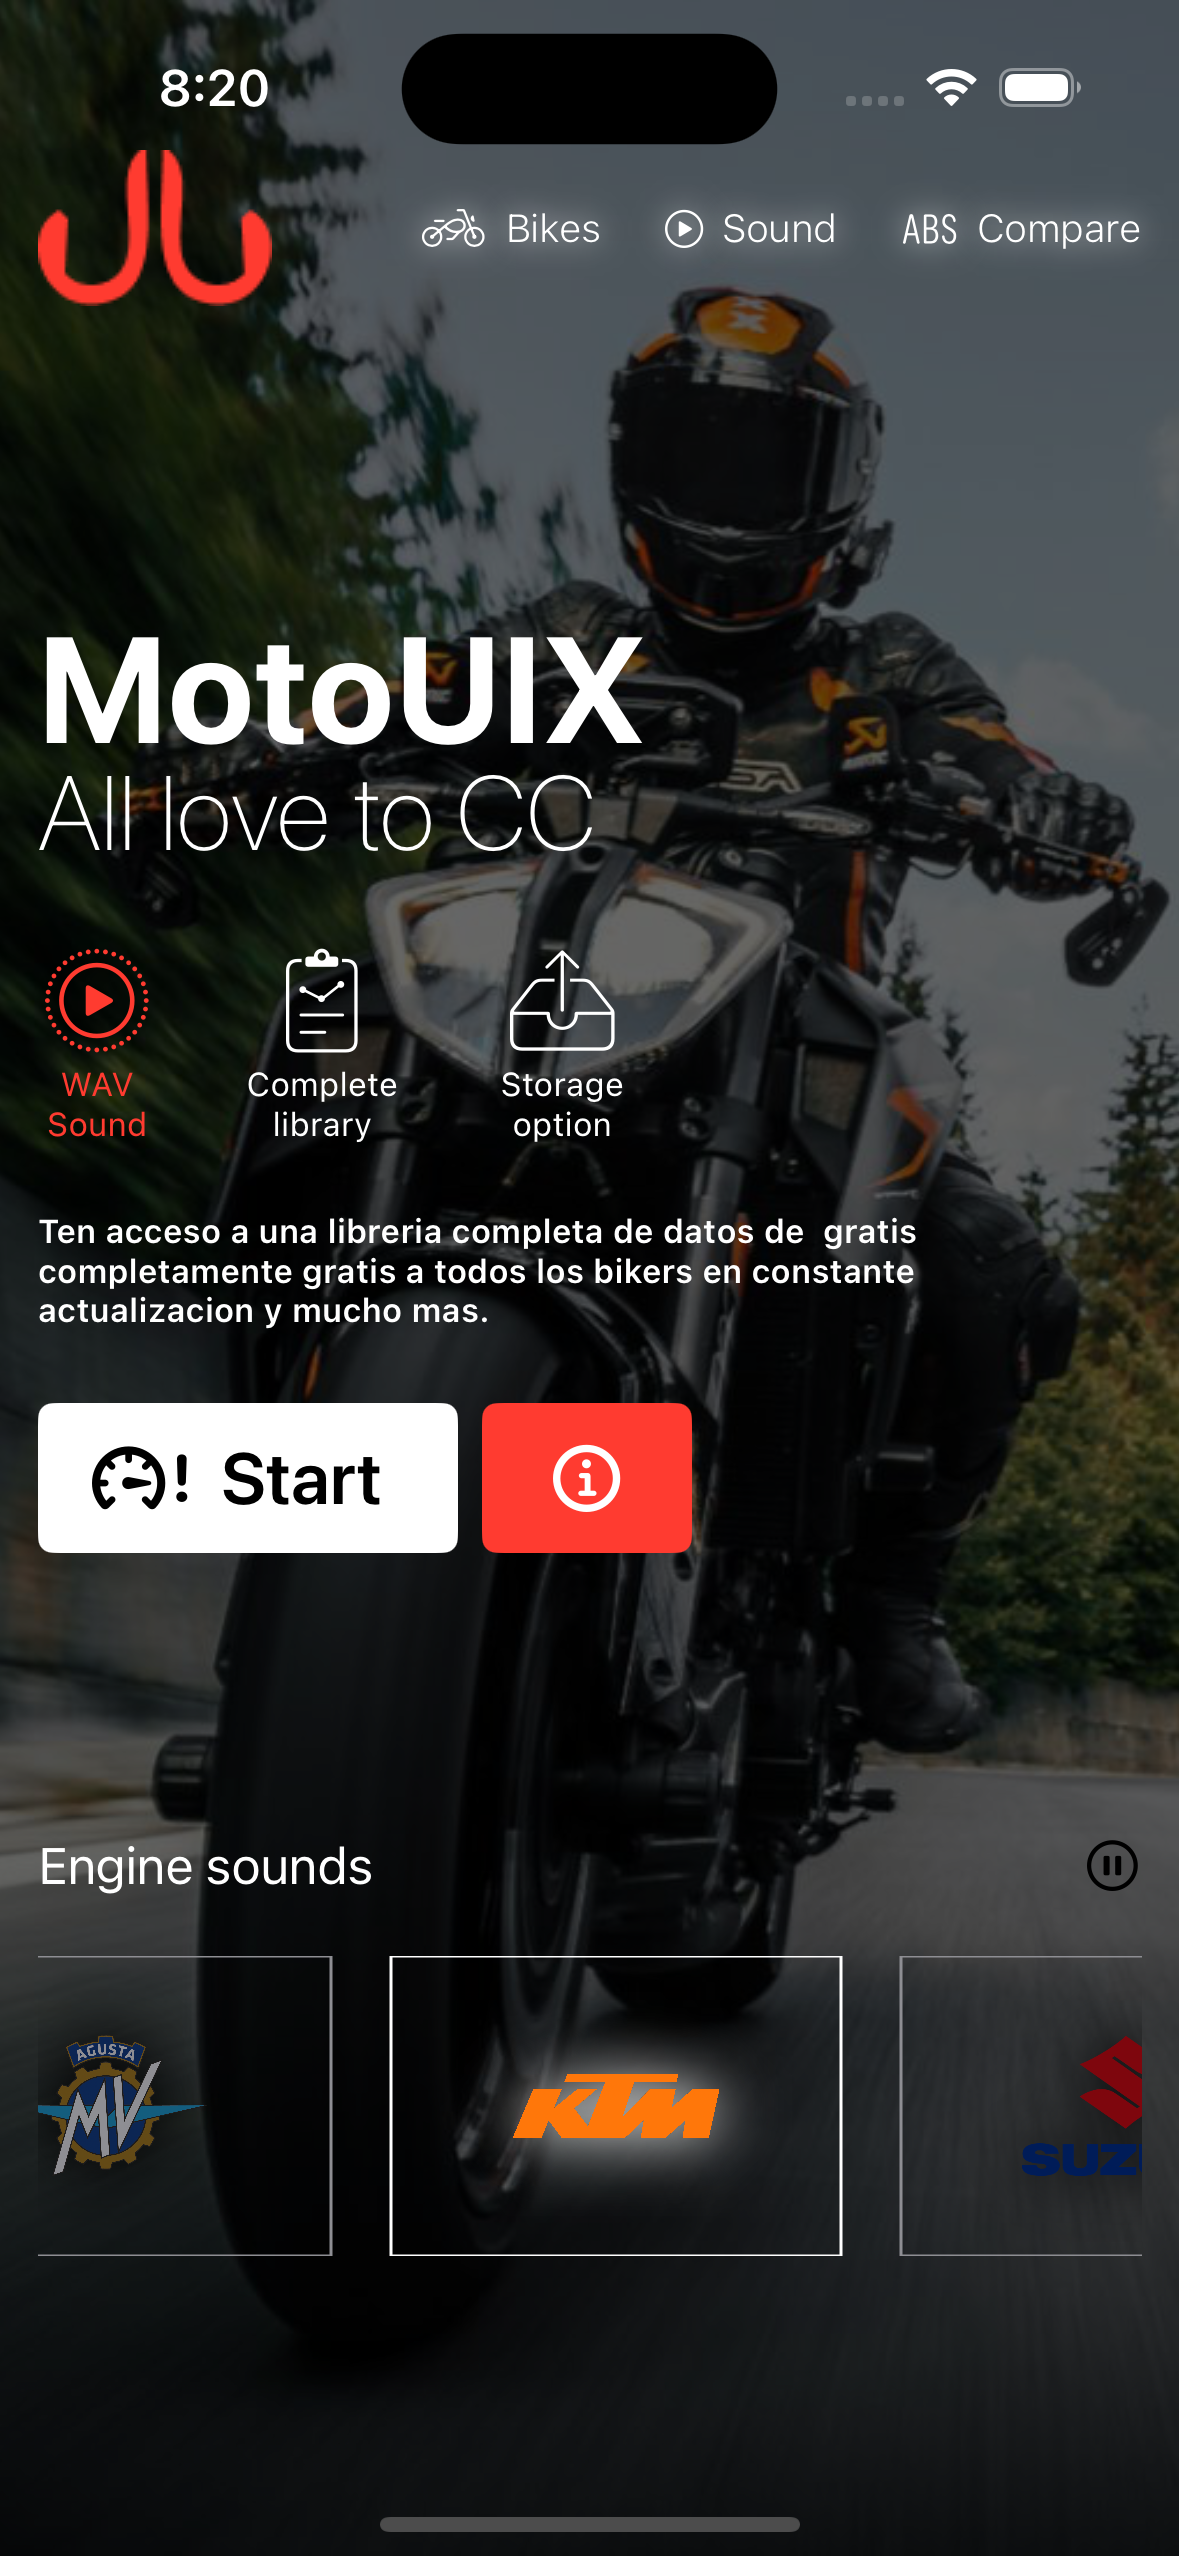 8:20
Bikes
Sound
ABS Compare
MotoUIX
All love to CC
WAV
Sound
Complete
library
Storage
option
Ten acceso a una libreria completa de datos de  gratis
completamente gratis a todos los bikers en constante
actualizacion y mucho mas.
! Start
Engine sounds
AGUSTA
MV
KTM
SUZ